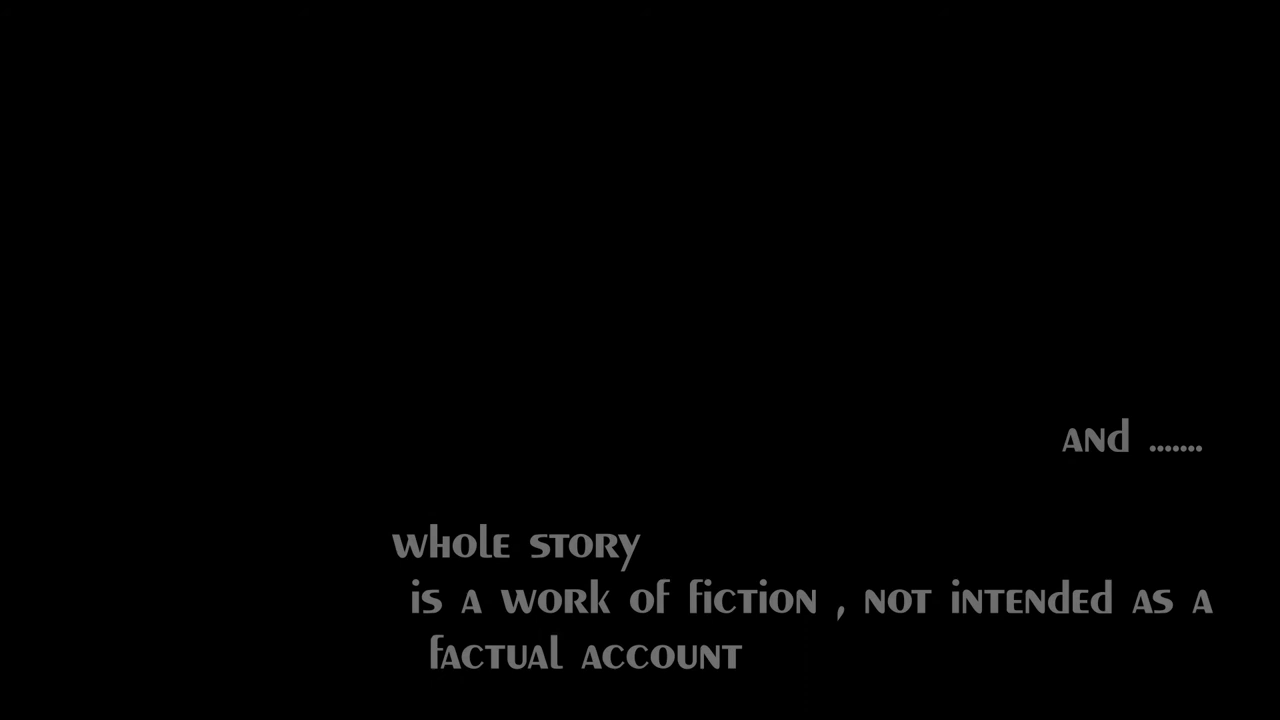 and .......
whole story
is a work of fiction , not intended as a
factual account